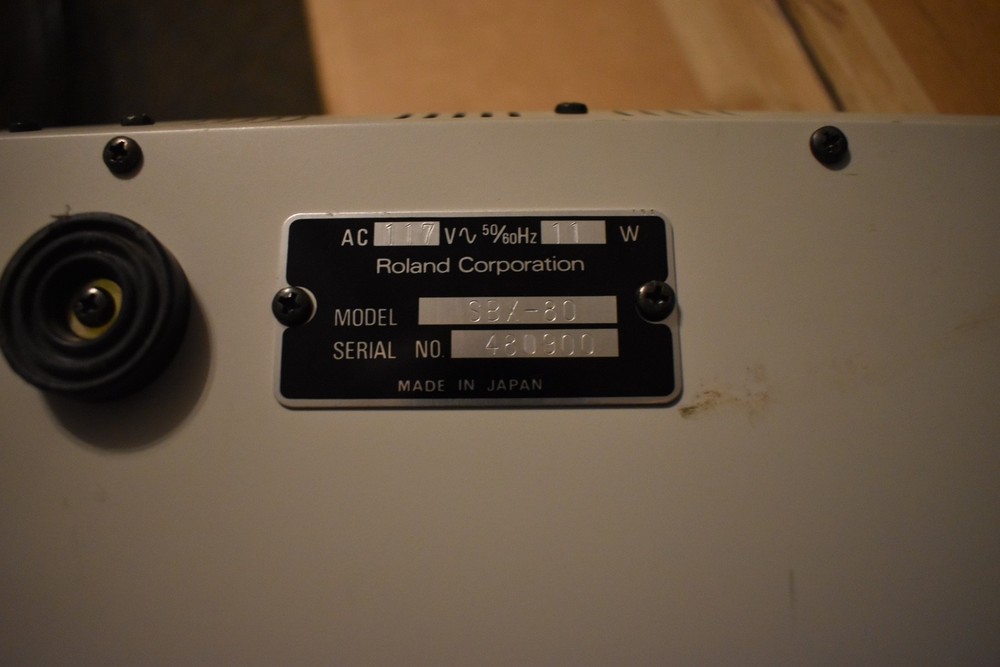 AC 117 V∿ 50/60Hz 11 W
Roland Corporation
MODEL SBX-80
SERIAL NO. 480900
MADE IN JAPAN